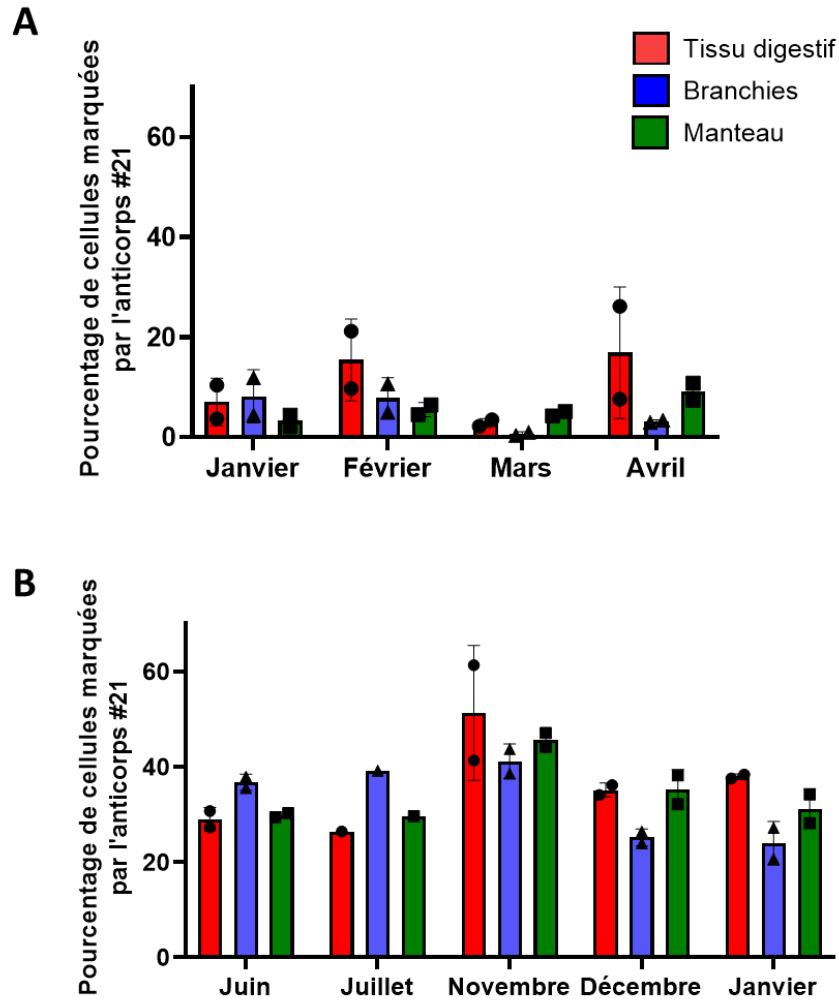 A
Pourcentage de cellules marquées
par l'anticorps #21
Tissu digestif
Branchies
Manteau
60
40
20
0
Janvier Février Mars Avril
B
Pourcentage de cellules marquées
par l'anticorps #21
60
40
20
0
Juin Juillet Novembre Décembre Janvier